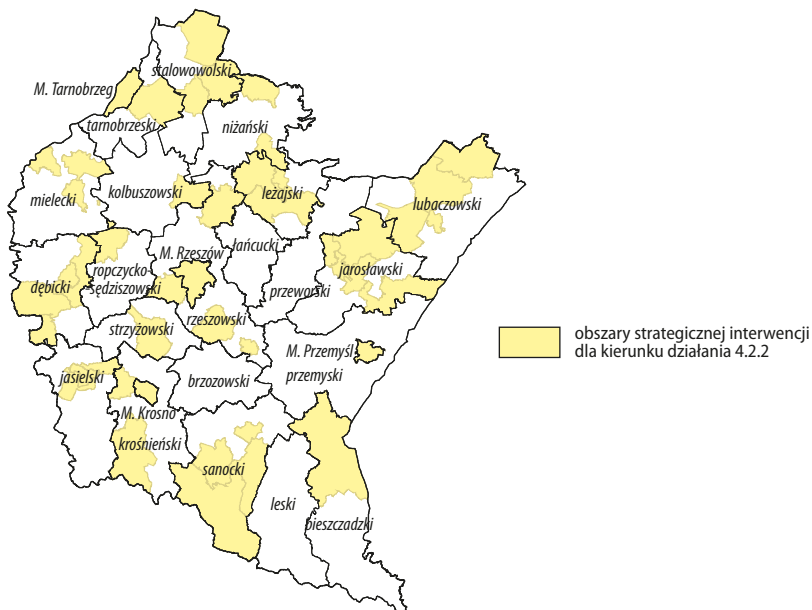 stalowowolski
M. Tarnobrzeg
tarnobrzeski
niżański
mielecki
kolbuszowski
leżajski
lubaczowski
M. Rzeszów
łańcucki
ropczycko
-sędziszowski
dębicki
przeworski
jarosławski
strzyżowski
rzeszowski
M. Przemyśl
przemyski
jasielski
brzozowski
M. Krosno
krośnieński
sanocki
leski
bieszczadzki
obszary strategicznej interwencji
dla kierunku działania 4.2.2